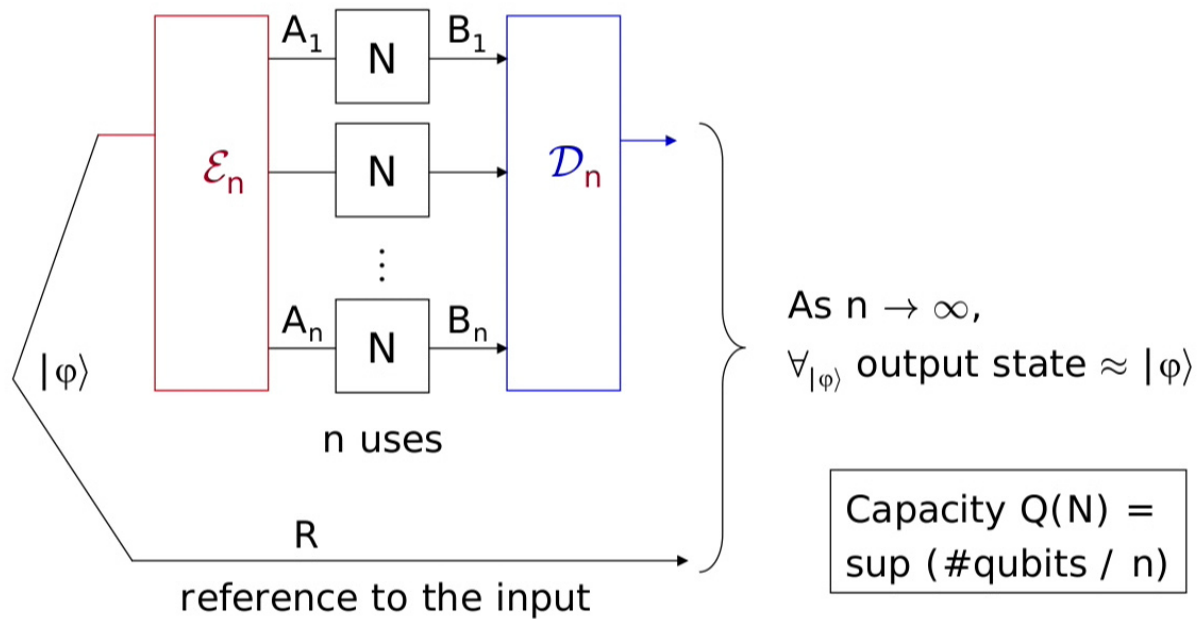 A₁
N
B₁
ℰₙ
N
𝒟ₙ
⋮
Aₙ
N
Bₙ
|φ⟩
n uses
R
reference to the input
As n → ∞,
∀|φ⟩ output state ≈ |φ⟩
Capacity Q(N) =
sup (#qubits / n)